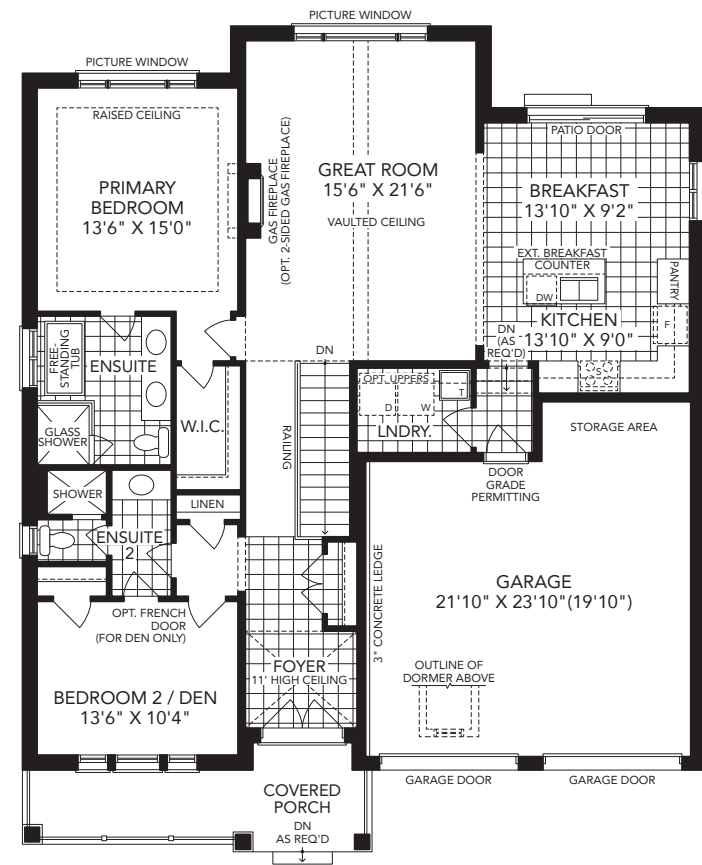 PICTURE WINDOW
PICTURE WINDOW
RAISED CEILING
PRIMARY
BEDROOM
13'6" X 15'0"
GAS FIREPLACE
(OPT. 2-SIDED GAS FIREPLACE)
GREAT ROOM
15'6" X 21'6"
VAULTED CEILING
PATIO DOOR
BREAKFAST
13'10" X 9'2"
EXT. BREAKFAST
COUNTER
DW
PANTRY
F
KITCHEN
13'10" X 9'0"
S
DN
(AS
REQ'D)
FREE-
STANDING
TUB
ENSUITE
GLASS
SHOWER
W.I.C.
DN
RAILING
OPT. UPPERS
D
W
T
LNDRY.
STORAGE AREA
DOOR
GRADE
PERMITTING
SHOWER
LINEN
ENSUITE
2
OPT. FRENCH
DOOR
(FOR DEN ONLY)
3" CONCRETE LEDGE
GARAGE
21'10" X 23'10"(19'10")
FOYER
11' HIGH CEILING
OUTLINE OF
DORMER ABOVE
BEDROOM 2 / DEN
13'6" X 10'4"
GARAGE DOOR
GARAGE DOOR
COVERED
PORCH
DN
AS REQ'D